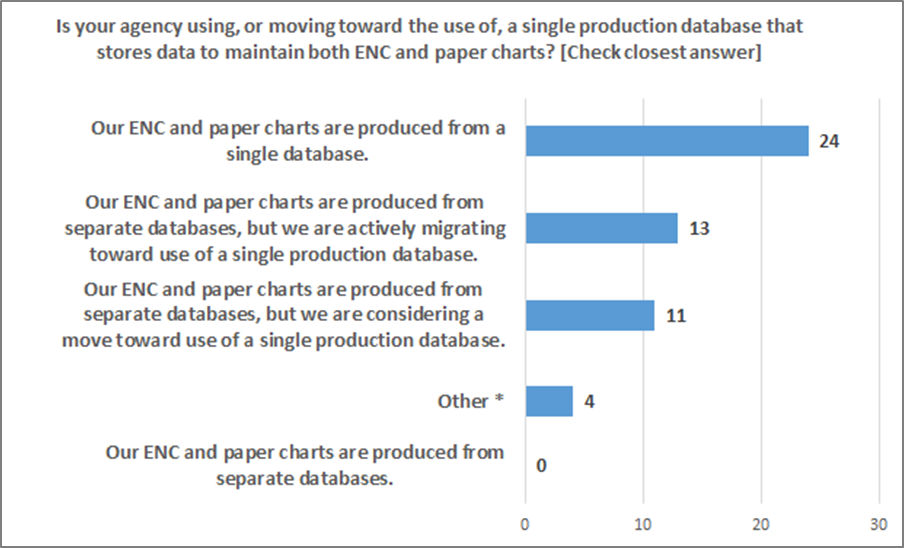 Is your agency using, or moving toward the use of, a single production database that
stores data to maintain both ENC and paper charts? [Check closest answer]
Our ENC and paper charts are produced from a
single database.
24
Our ENC and paper charts are produced from
separate databases, but we are actively migrating
toward use of a single production database.
13
Our ENC and paper charts are produced from
separate databases, but we are considering a
move toward use of a single production database.
11
Other *
4
Our ENC and paper charts are produced from
separate databases.
0
0 10 20 30